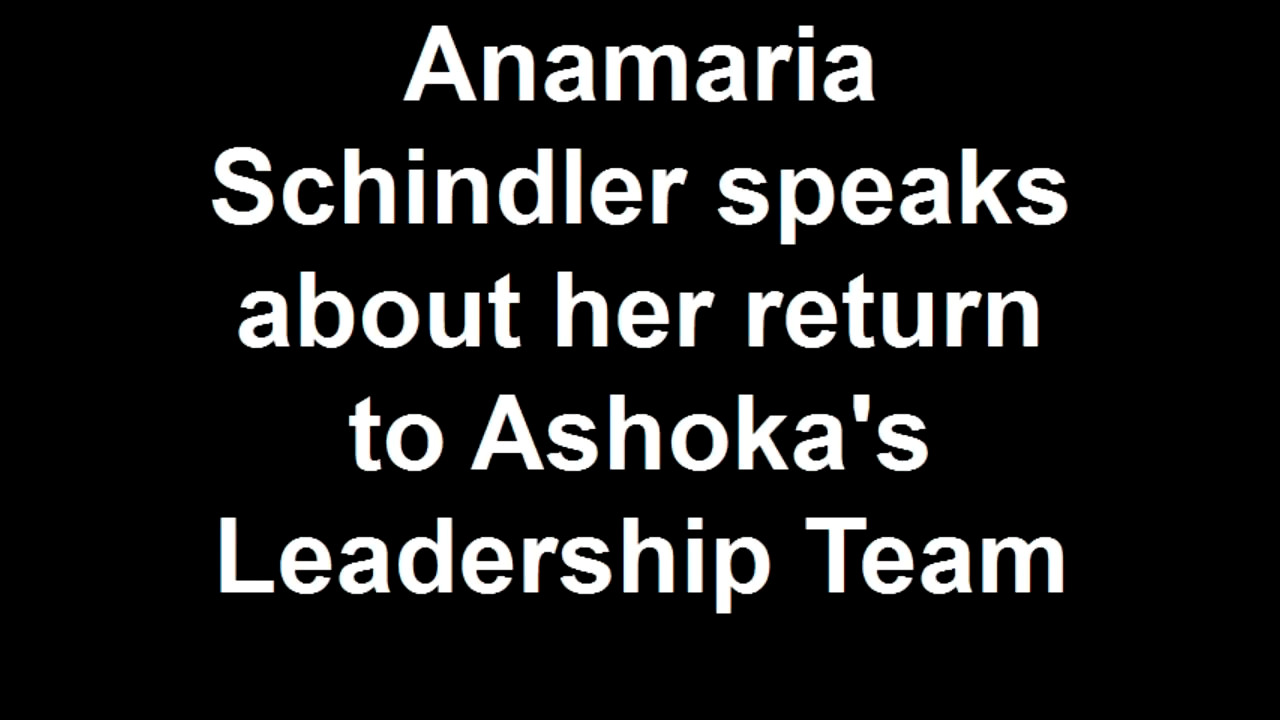 Anamaria
Schindler speaks
about her return
to Ashoka's
Leadership Team